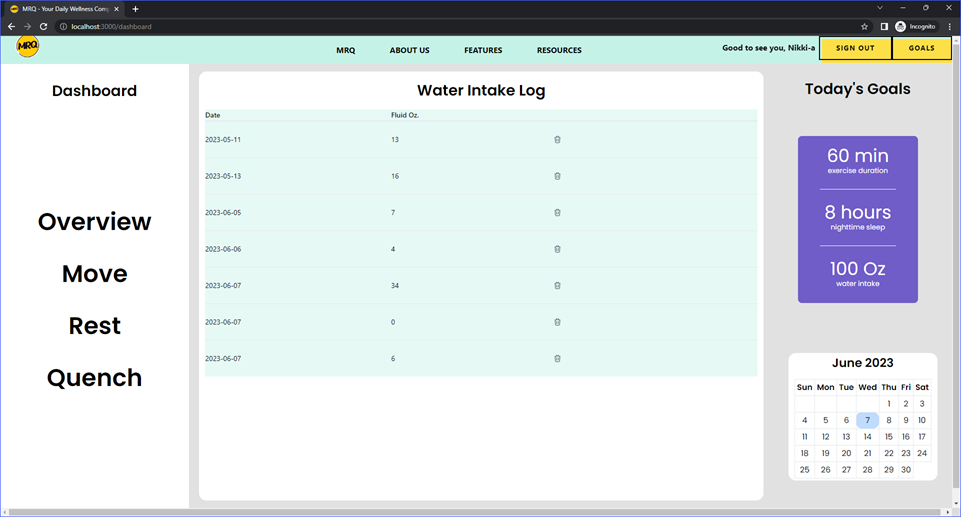 MRQ - Your Daily Wellness Comp
localhost:3000/dashboard
Incognito
MRQ
MRQ
ABOUT US
FEATURES
RESOURCES
Good to see you, Nikki-a
SIGN OUT
GOALS
Dashboard
Overview
Move
Rest
Quench
Water Intake Log
Date Fluid Oz.
2023-05-11 13
2023-05-13 16
2023-06-05 7
2023-06-06 4
2023-06-07 34
2023-06-07 0
2023-06-07 6
Today's Goals
60 min
exercise duration
8 hours
nighttime sleep
100 Oz
water intake
June 2023
Sun Mon Tue Wed Thu Fri Sat
1 2 3
4 5 6 7 8 9 10
11 12 13 14 15 16 17
18 19 20 21 22 23 24
25 26 27 28 29 30